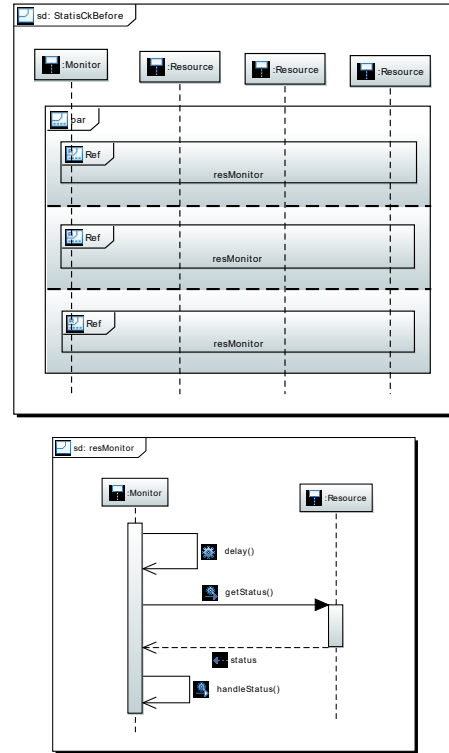 sd: StatisCkBefore
:Monitor :Resource :Resource :Resource
par
Ref
resMonitor
Ref
resMonitor
Ref
resMonitor
sd: resMonitor
:Monitor :Resource
delay()
getStatus()
status
handleStatus()